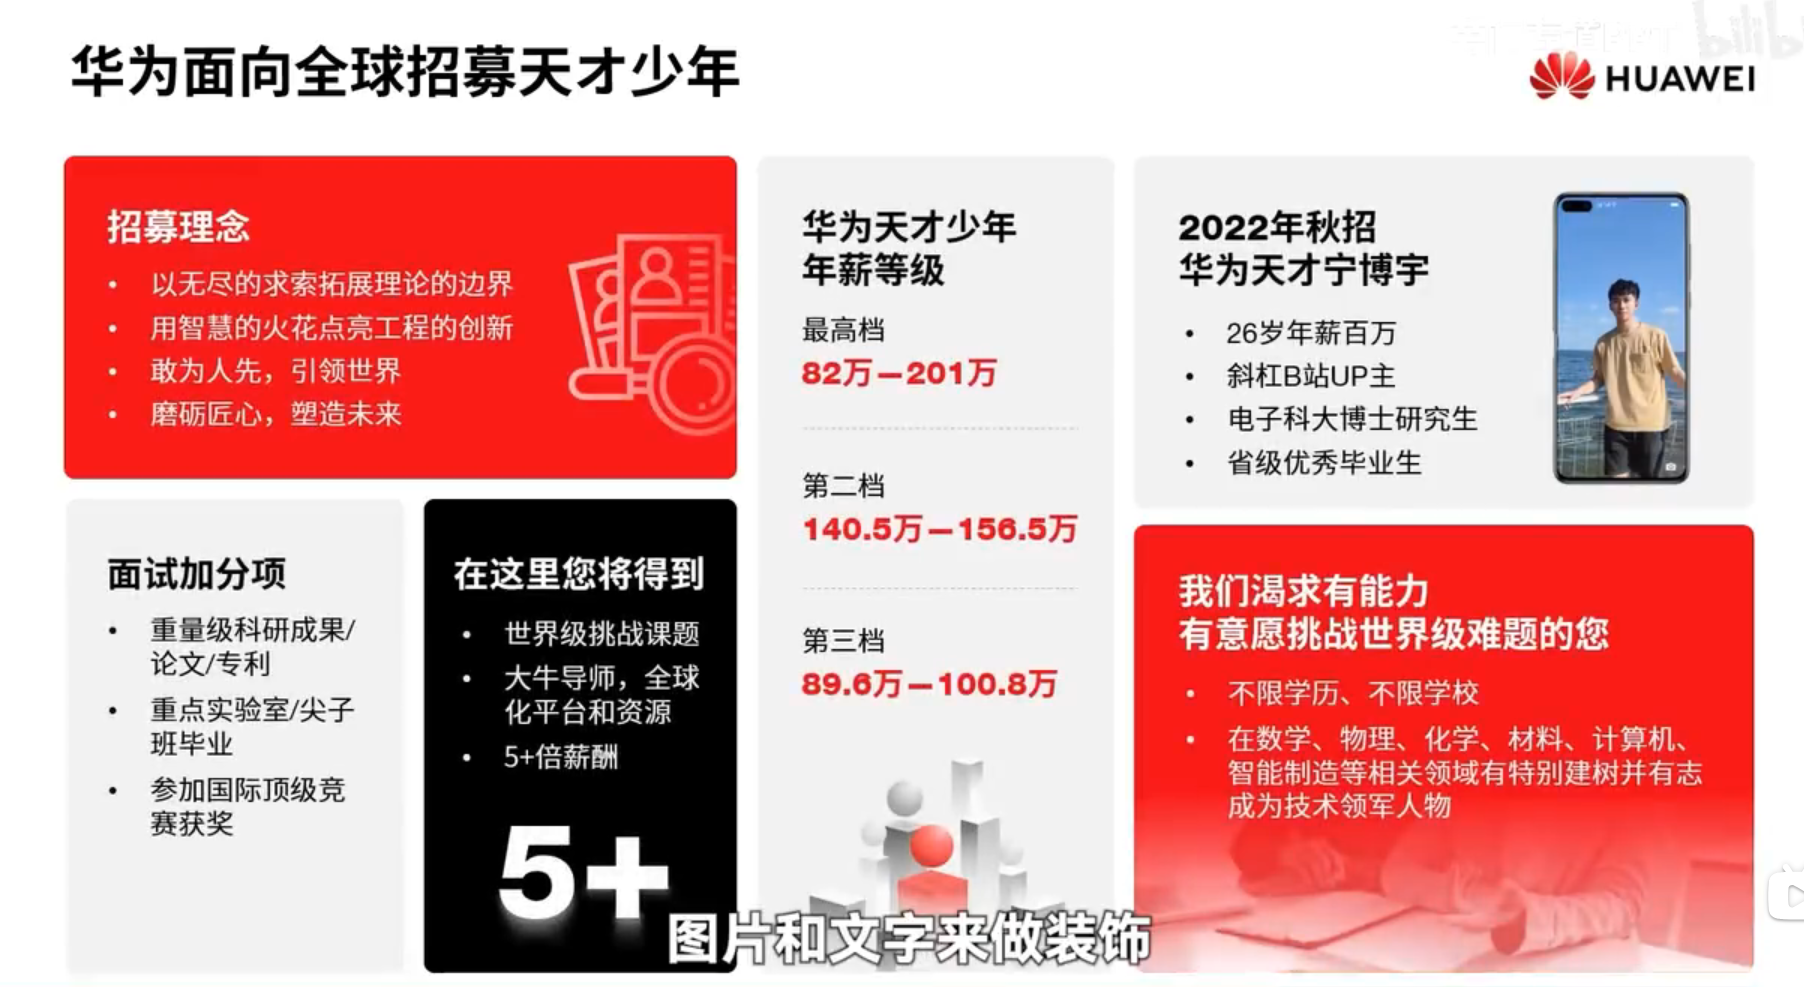 华为面向全球招募天才少年
bilibili
HUAWEI
招募理念
• 以无尽的求索拓展理论的边界
• 用智慧的火花点亮工程的创新
• 敢为人先，引领世界
• 磨砺匠心，塑造未来
面试加分项
• 重量级科研成果/
论文/专利
• 重点实验室/尖子
班毕业
• 参加国际顶级竞
赛获奖
在这里您将得到
• 世界级挑战课题
• 大牛导师，全球
化平台和资源
• 5+倍薪酬
5+
华为天才少年
年薪等级
最高档
82万—201万
第二档
140.5万—156.5万
第三档
89.6万—100.8万
2022年秋招
华为天才宁博宇
• 26岁年薪百万
• 斜杠B站UP主
• 电子科大博士研究生
• 省级优秀毕业生
我们渴求有能力
有意愿挑战世界级难题的您
• 不限学历、不限学校
• 在数学、物理、化学、材料、计算机、
智能制造等相关领域有特别建树并有志
成为技术领军人物
图片和文字来做装饰